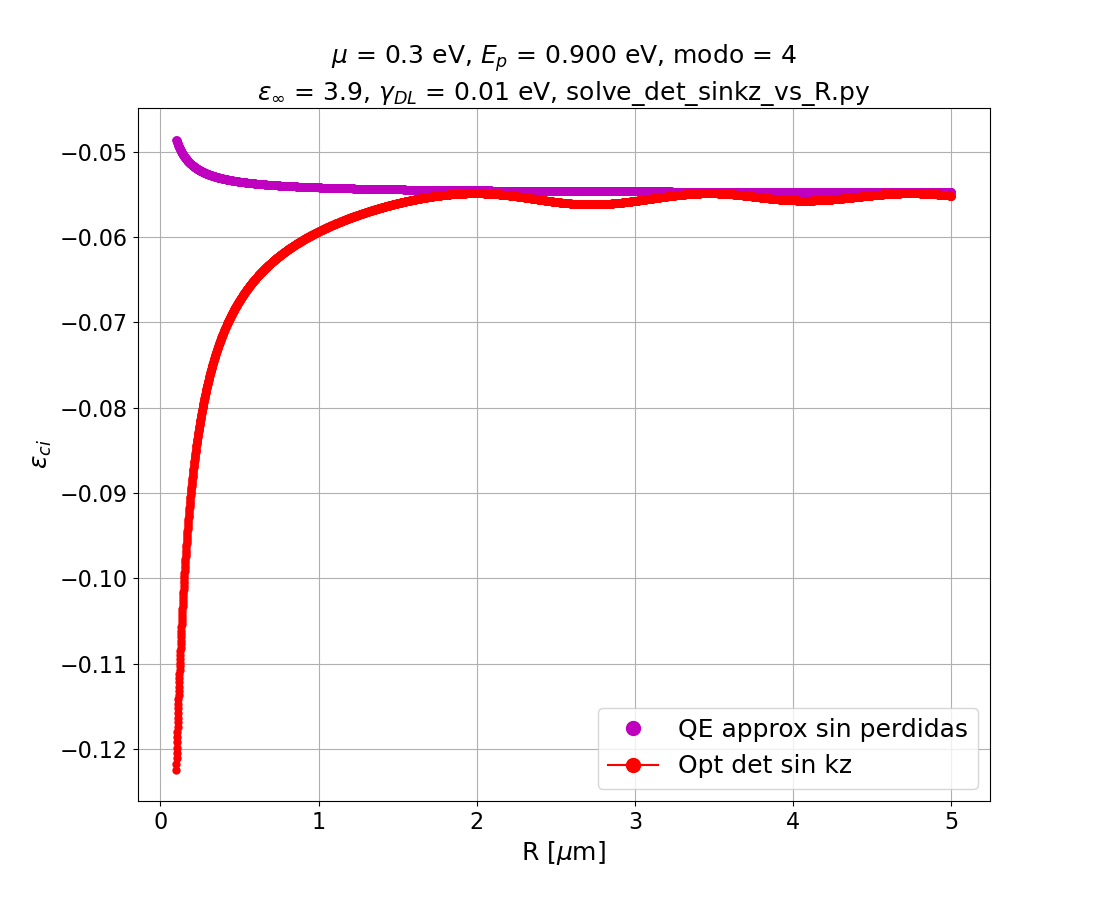 μ = 0.3 eV, E_p = 0.900 eV, modo = 4
ε_∞ = 3.9, γ_DL = 0.01 eV, solve_det_sinkz_vs_R.py
−0.05
−0.06
−0.07
−0.08
−0.09
−0.10
−0.11
−0.12
ε_ci
QE approx sin perdidas
Opt det sin kz
0 1 2 3 4 5
R [μm]